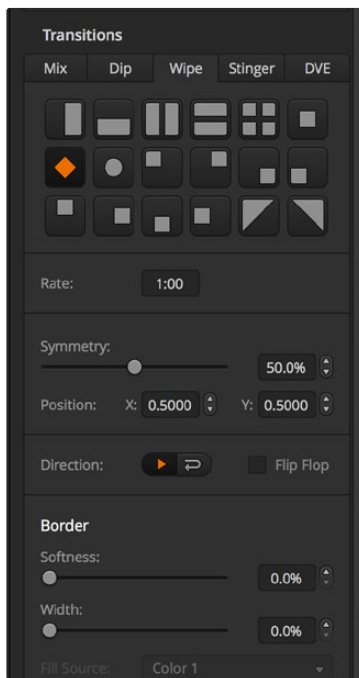 Transitions
Mix Dip Wipe Stinger DVE
Rate: 1:00
Symmetry:
50.0%
Position: X: 0.5000 Y: 0.5000
Direction: Flip Flop
Border
Softness:
0.0%
Width:
0.0%
Fill Source: Color 1